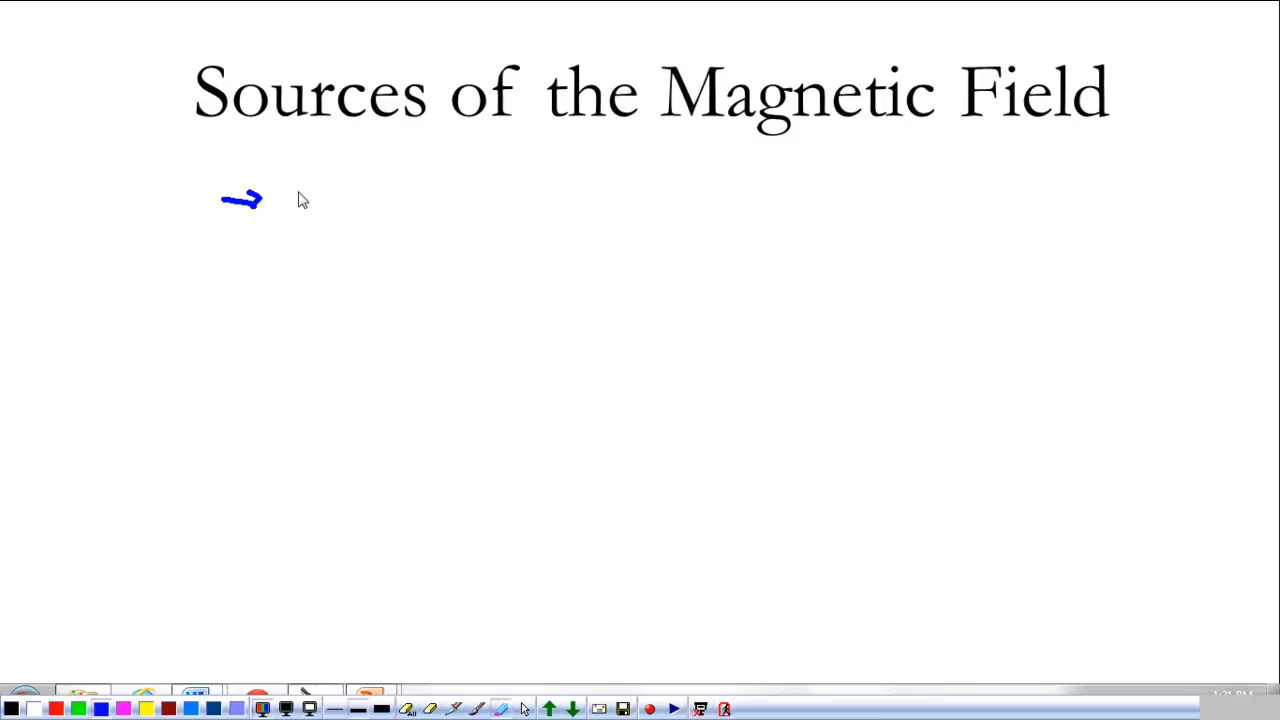 Sources of the Magnetic Field
→